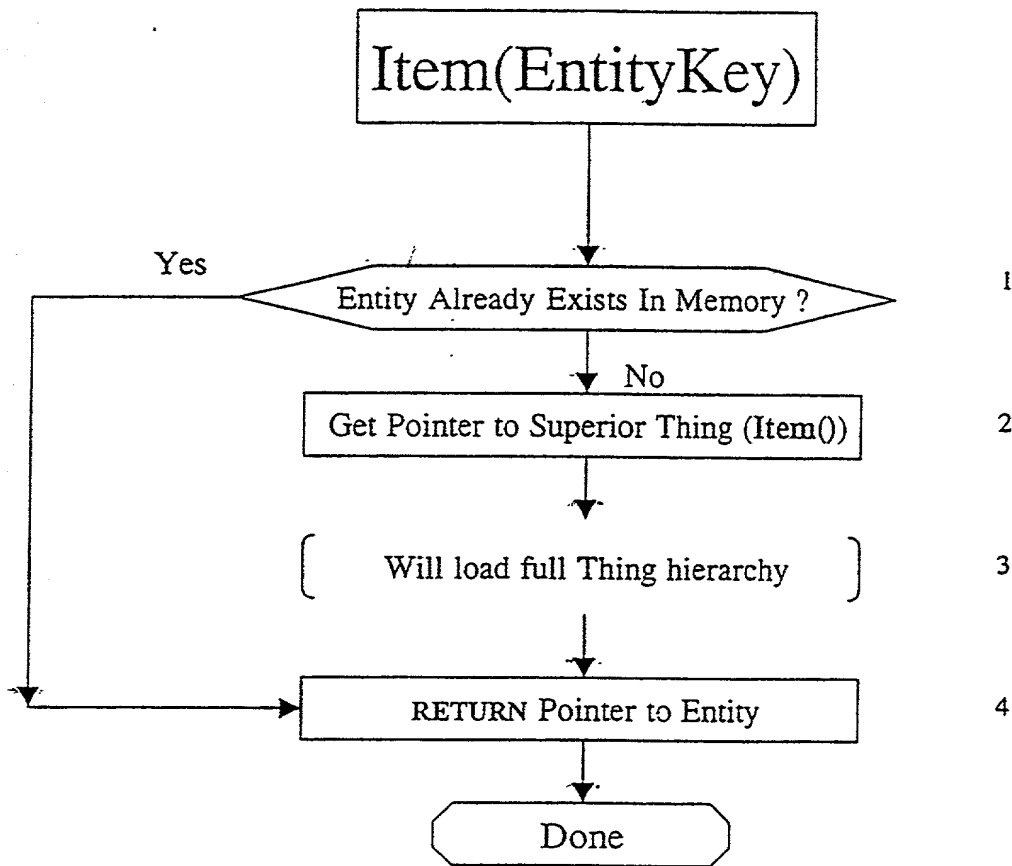 Item(EntityKey)
Yes
Entity Already Exists In Memory ?
1
No
Get Pointer to Superior Thing (Item())
2
Will load full Thing hierarchy
3
RETURN Pointer to Entity
4
Done